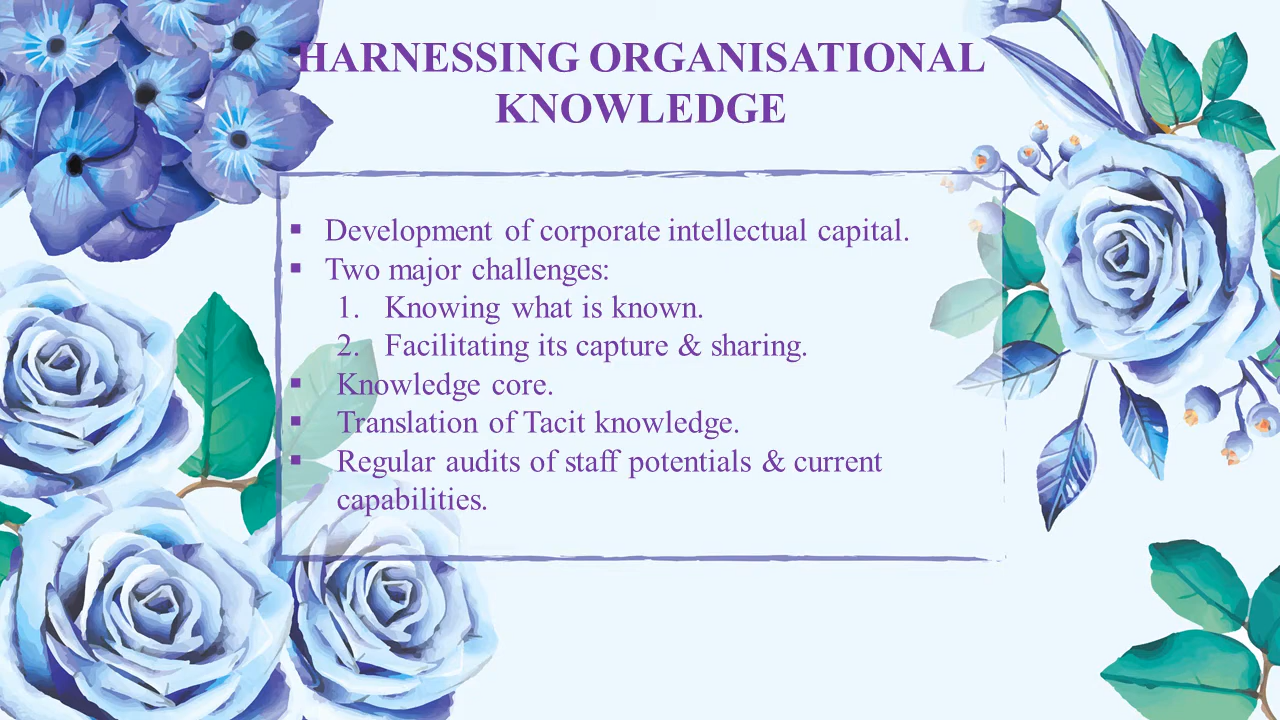 HARNESSING ORGANISATIONAL
KNOWLEDGE
▪ Development of corporate intellectual capital.
▪ Two major challenges:
1. Knowing what is known.
2. Facilitating its capture & sharing.
▪ Knowledge core.
▪ Translation of Tacit knowledge.
▪ Regular audits of staff potentials & current
capabilities.